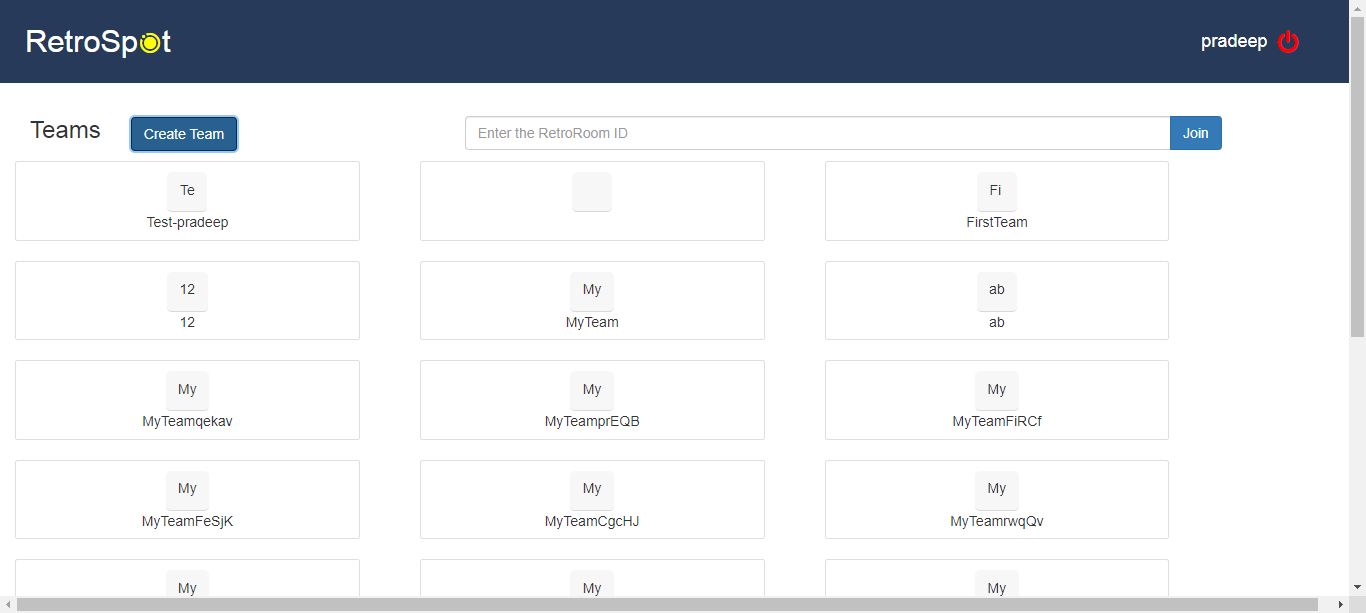 RetroSpot
pradeep
Teams
Create Team
Enter the RetroRoom ID
Join
Te
Test-pradeep
Fi
FirstTeam
12
12
My
MyTeam
ab
ab
My
MyTeamqekav
My
MyTeamprEQB
My
MyTeamFiRCf
My
MyTeamFeSjK
My
MyTeamCgcHJ
My
MyTeamrwqQv
My
My
My